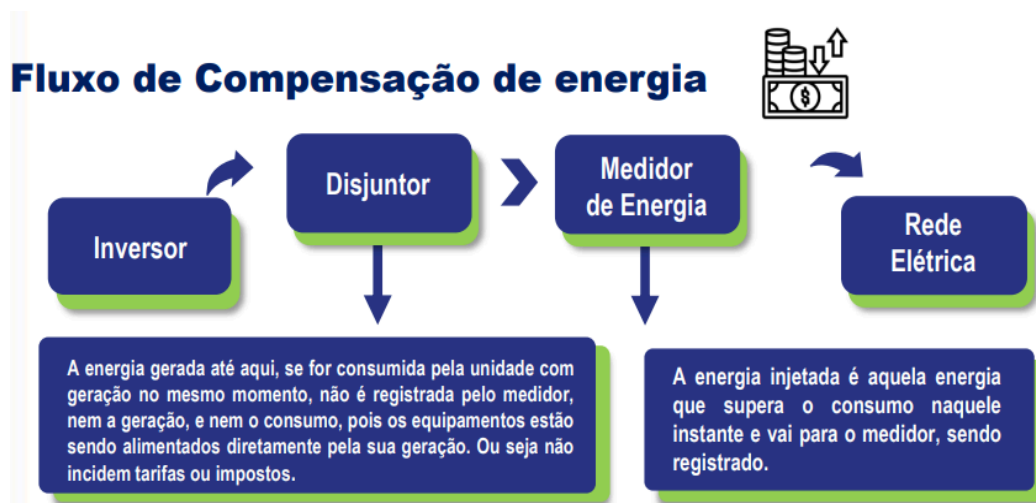 Fluxo de Compensação de energia
$
Inversor
Disjuntor
Medidor
de Energia
Rede
Elétrica
A energia gerada até aqui, se for consumida pela unidade com
geração no mesmo momento, não é registrada pelo medidor,
nem a geração, e nem o consumo, pois os equipamentos estão
sendo alimentados diretamente pela sua geração. Ou seja não
incidem tarifas ou impostos.
A energia injetada é aquela energia
que supera o consumo naquele
instante e vai para o medidor, sendo
registrado.